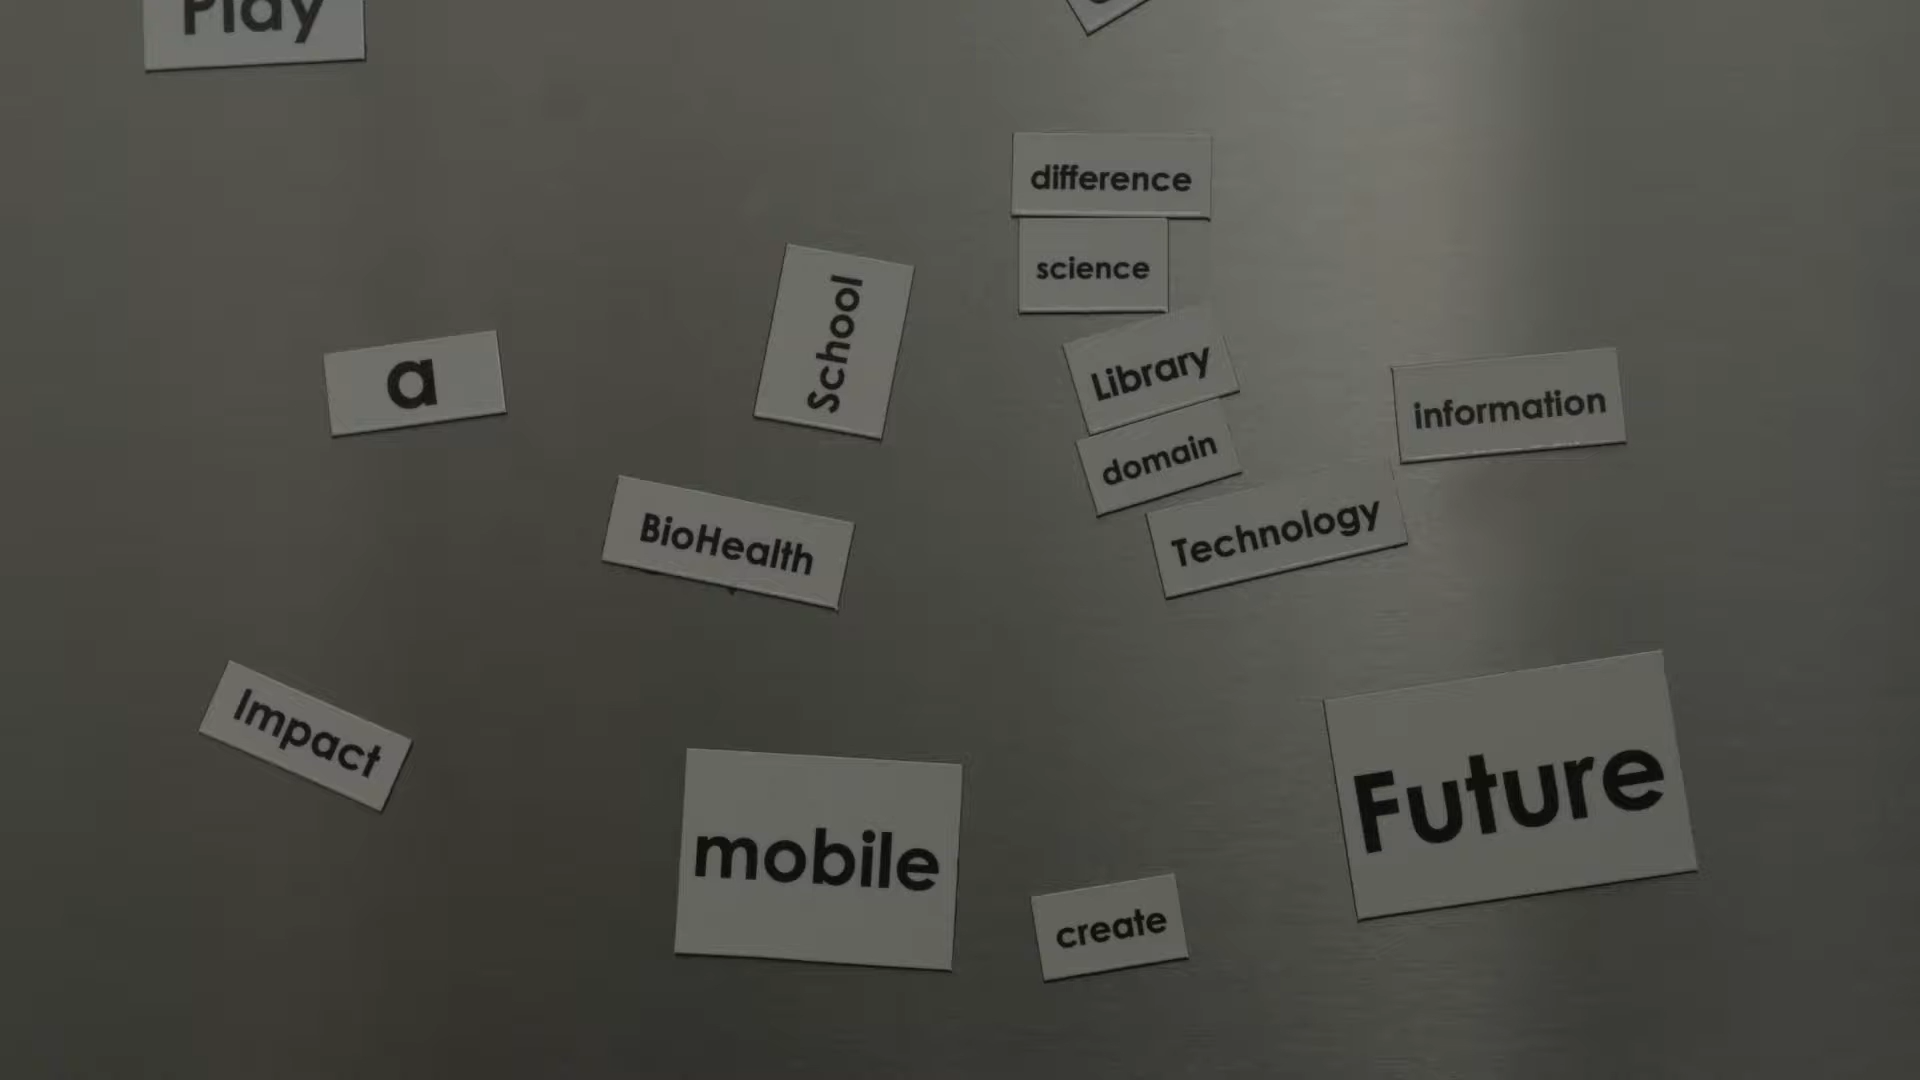 Play
difference
science
School
Library
a
information
domain
Technology
BioHealth
Impact
Future
mobile
create